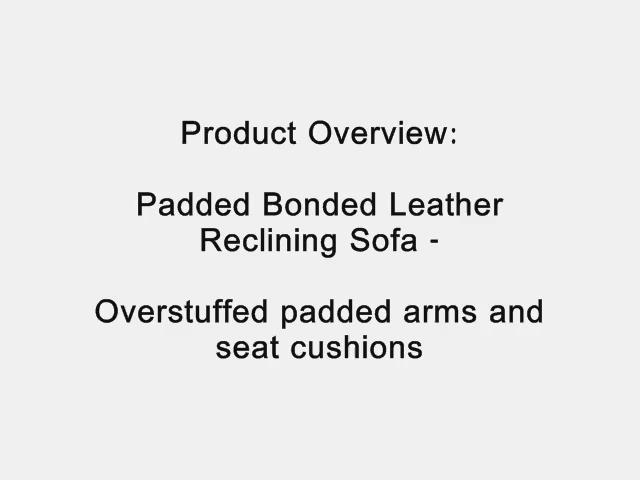 Product Overview:
Padded Bonded Leather
Reclining Sofa -
Overstuffed padded arms and
seat cushions